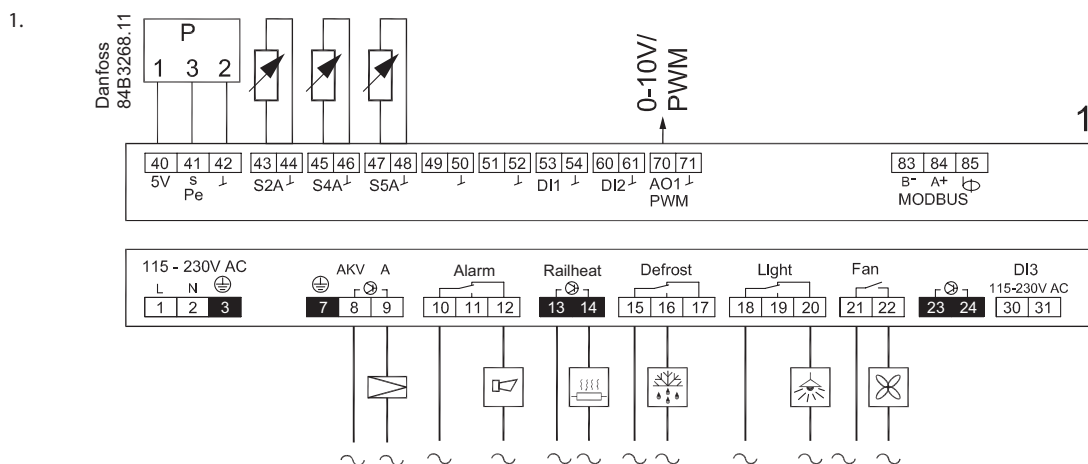 1.
Danfoss
84B3268.11
P
1 3 2
0-10V/
PWM
1
40 41 42 43 44 45 46 47 48 49 50 51 52 53 54 60 61 70 71 83 84 85
5V s ⊥ S2A ⊥ S4A ⊥ S5A ⊥ ⊥ ⊥ DI1 ⊥ DI2 ⊥ AO1 ⊥ B- A+
Pe PWM MODBUS
115 - 230V AC AKV A Alarm Railheat Defrost LIght Fan DI3
L N 115-230V AC
1 2 3 7 8 9 10 11 12 13 14 15 16 17 18 19 20 21 22 23 24 30 31